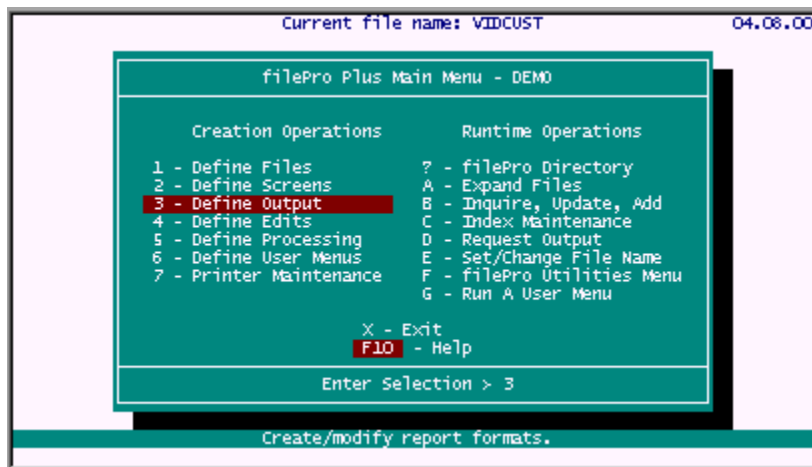 Current file name: VIDCUST 04.08.00
filePro Plus Main Menu - DEMO
Creation Operations Runtime Operations
1 - Define Files ? - filePro Directory
2 - Define Screens A - Expand Files
3 - Define Output B - Inquire, Update, Add
4 - Define Edits C - Index Maintenance
5 - Define Processing D - Request Output
6 - Define User Menus E - Set/Change File Name
7 - Printer Maintenance F - filePro Utilities Menu
G - Run A User Menu
X - Exit
F10 - Help
Enter Selection > 3
Create/modify report formats.